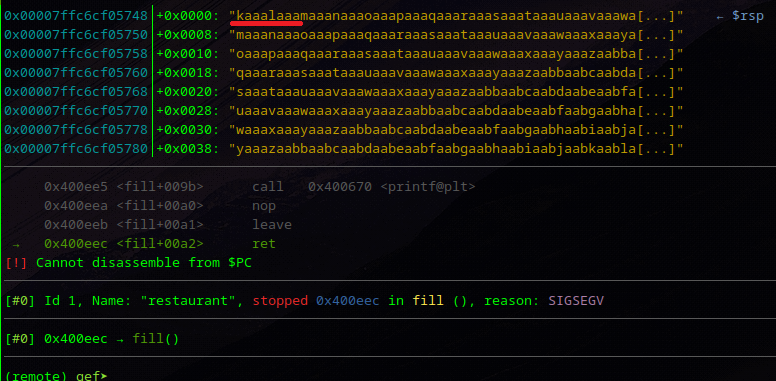 0x00007ffc6cf05748│+0x0000: "kaaalaaamaaanaaaoaaapaaaqaaaraaasaaataaauaaavaaawa[...]"    ← $rsp
0x00007ffc6cf05750│+0x0008: "maaanaaaoaaapaaaqaaaraaasaaataaauaaavaaawaaaxaaaya[...]"
0x00007ffc6cf05758│+0x0010: "oaaapaaaqaaaraaasaaataaauaaavaaawaaaxaaayaaazaabba[...]"
0x00007ffc6cf05760│+0x0018: "qaaaraaasaaataaauaaavaaawaaaxaaayaaazaabbaabcaabda[...]"
0x00007ffc6cf05768│+0x0020: "saaataaauaaavaaawaaaxaaayaaazaabbaabcaabdaabeaabfa[...]"
0x00007ffc6cf05770│+0x0028: "uaaavaaawaaaxaaayaaazaabbaabcaabdaabeaabfaabgaabha[...]"
0x00007ffc6cf05778│+0x0030: "waaaxaaayaaazaabbaabcaabdaabeaabfaabgaabhaabiaabja[...]"
0x00007ffc6cf05780│+0x0038: "yaaazaabbaabcaabdaabeaabfaabgaabhaabiaabjaabkaabla[...]"
0x400ee5 <fill+009b>      call   0x400670 <printf@plt>
0x400eea <fill+00a0>      nop
0x400eeb <fill+00a1>      leave
→   0x400eec <fill+00a2>      ret
[!] Cannot disassemble from $PC
[#0] Id 1, Name: "restaurant", stopped 0x400eec in fill (), reason: SIGSEGV
[#0] 0x400eec → fill()
(remote) gef➤